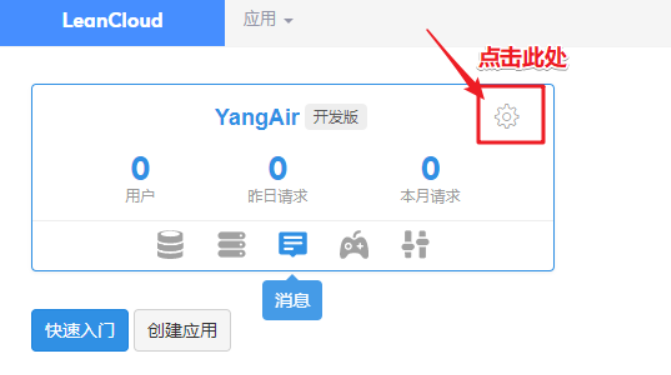 LeanCloud 应用
点击此处
YangAir 开发版
0 0 0
用户 昨日请求 本月请求
消息
快速入门 创建应用